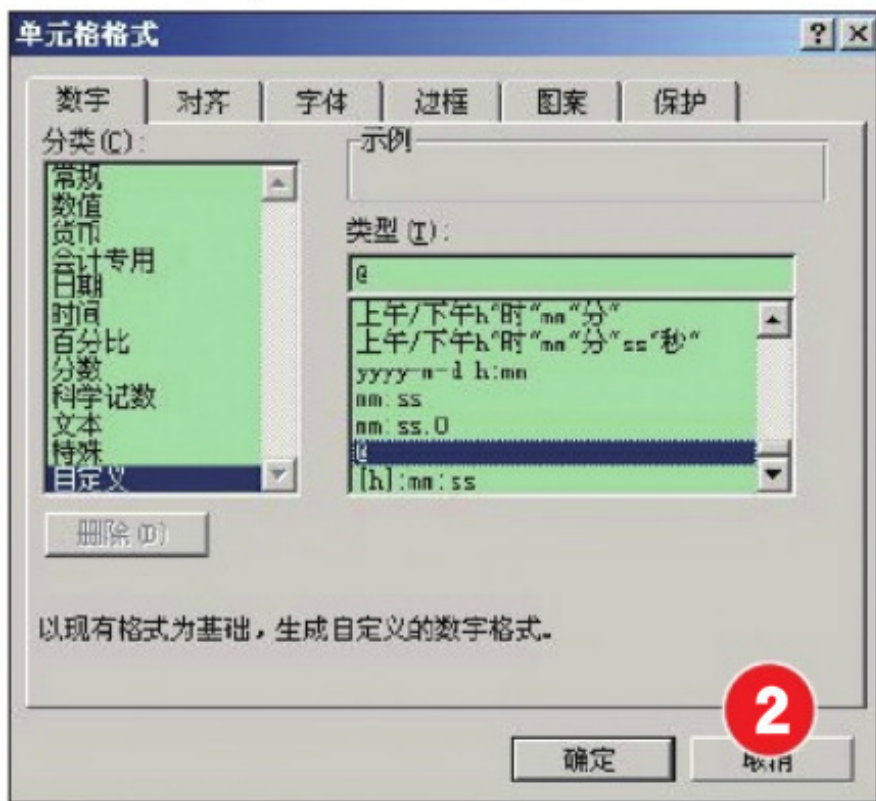 单元格格式
数字 对齐 字体 边框 图案 保护
分类(C):
常规
数值
货币
会计专用
日期
时间
百分比
分数
科学记数
文本
特殊
自定义
删除(D)
示例
类型(T):
@
上午/下午h"时"mm"分"
上午/下午h"时"mm"分"ss"秒"
yyyy-m-d h:mm
mm:ss
mm:ss.0
@
[h]:mm:ss
以现有格式为基础，生成自定义的数字格式。
2
确定 取消